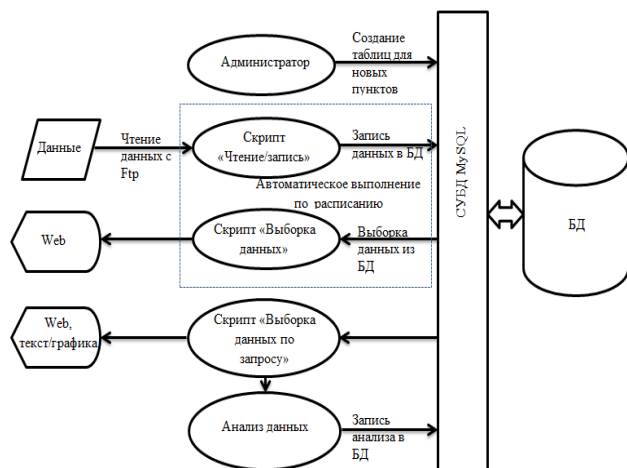 Администратор
Создание
таблиц для
новых
пунктов
Данные
Чтение
данных с
Ftp
Скрипт
«Чтение/запись»
Запись
данных в БД
Автоматическое выполнение
по расписанию
Web
Скрипт «Выборка
данных»
Выборка
данных из
БД
Web,
текст/графика
Скрипт «Выборка
данных по
запросу»
Анализ данных
Запись
анализа в
БД
СУБД MySQL
БД